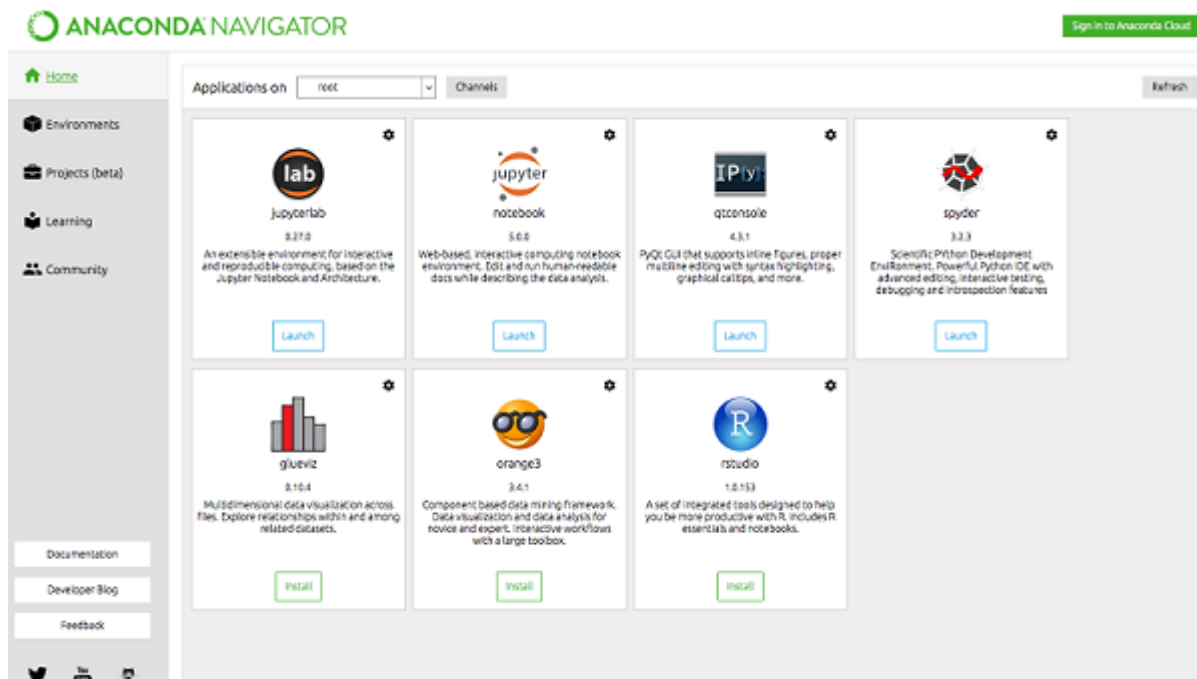 ANACONDA NAVIGATOR
Sign in to Anaconda Cloud
Home
Environments
Projects (beta)
Learning
Community
Documentation
Developer Blog
Feedback
You
Applications on root Channels Refresh
lab
jupyterlab
0.27.0
An extensible environment for interactive
and reproducible computing, based on the
Jupyter Notebook and Architecture.
Launch
jupyter
notebook
5.0.0
Web-based, interactive computing notebook
environment. Edit and run human-readable
docs while describing the data analysis.
Launch
IP[y]:
qtconsole
4.3.1
PyQt GUI that supports inline figures, proper
multiline editing with syntax highlighting,
graphical calltips, and more.
Launch
spyder
3.2.3
Scientific PYthon Development
EnviRonment. Powerful Python IDE with
advanced editing, interactive testing,
debugging and introspection features
Launch
glueviz
0.10.4
Multidimensional data visualization across
files. Explore relationships within and among
related datasets.
Install
orange3
3.4.1
Component based data mining framework.
Data visualization and data analysis for
novice and expert. Interactive workflows
with a large toolbox.
Install
R
rstudio
1.0.153
A set of integrated tools designed to help
you be more productive with R. Includes R
essentials and notebooks.
Install